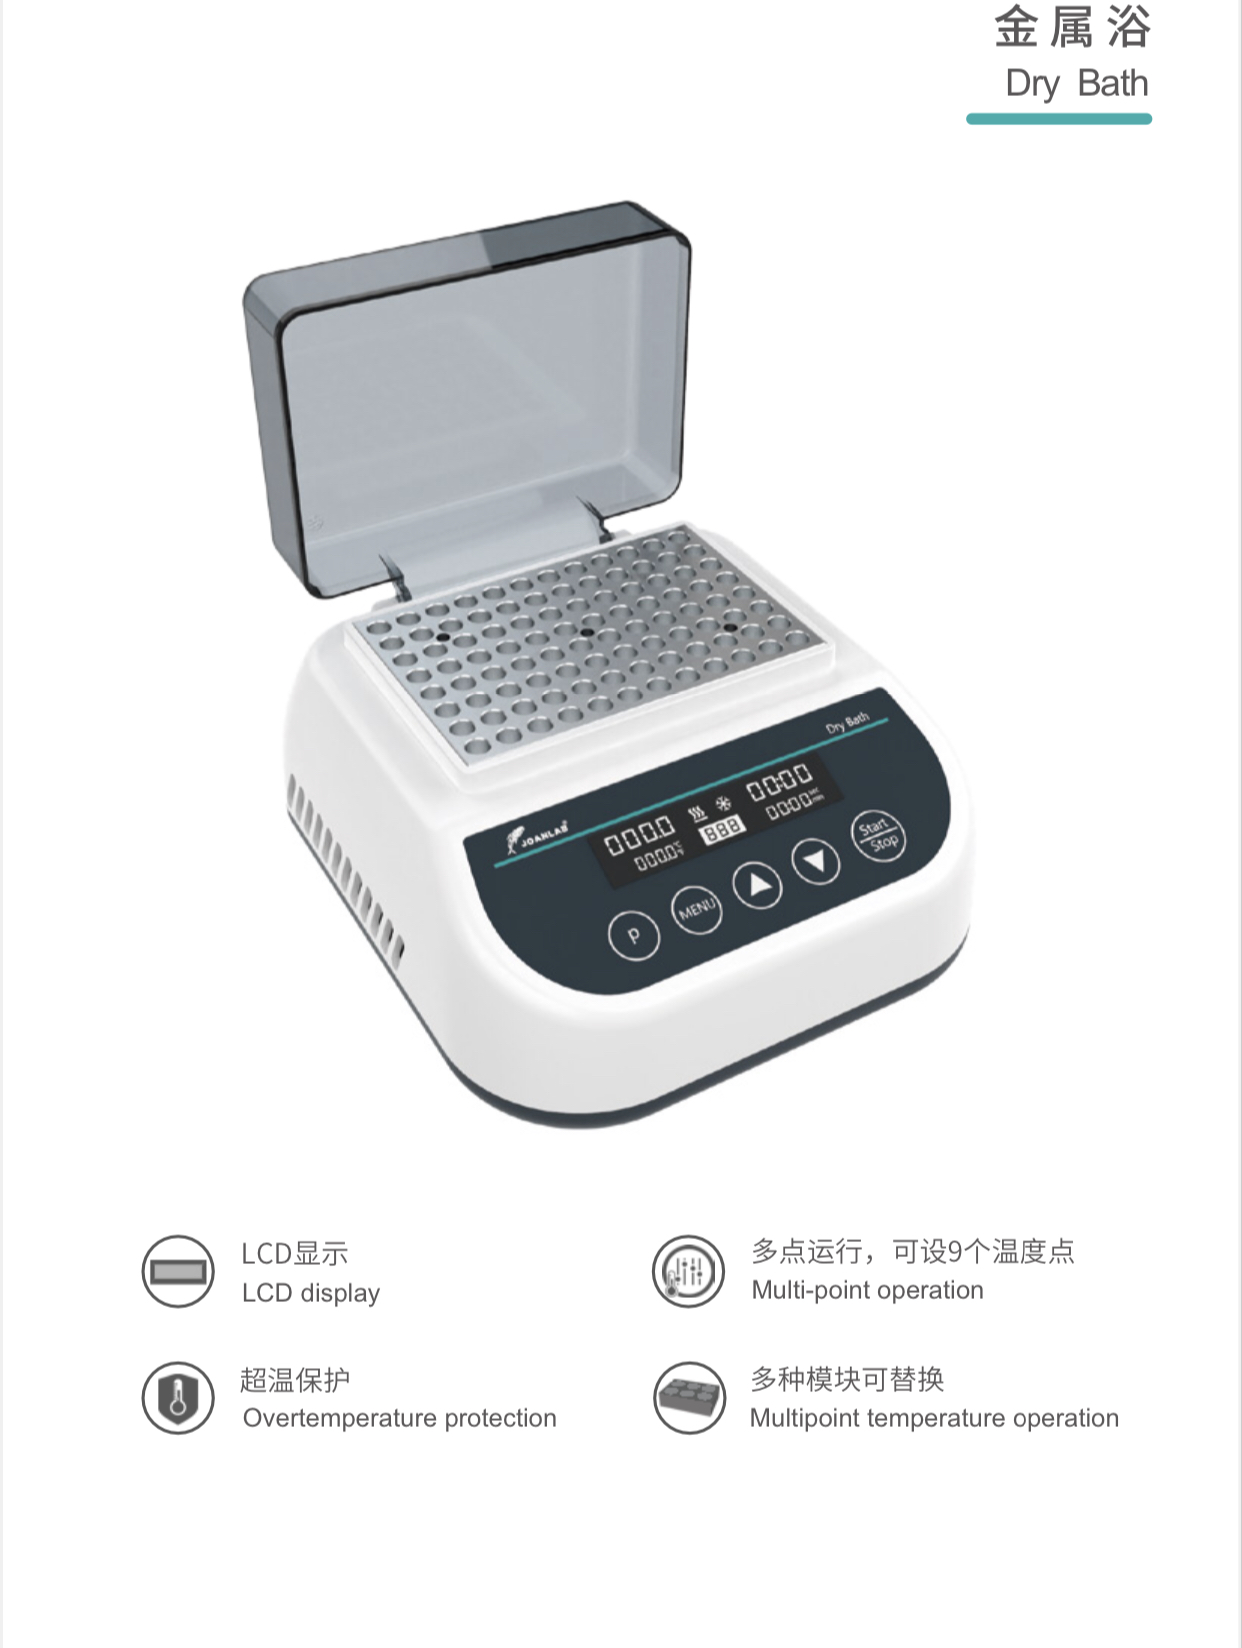 金属浴
Dry Bath
Dry Bath
JOANLAB®
000.0
00:00
000.0
888
00:00
P
MENU
Start
Stop
LCD显示
LCD display
多点运行，可设9个温度点
Multi-point operation
超温保护
Overtemperature protection
多种模块可替换
Multipoint temperature operation